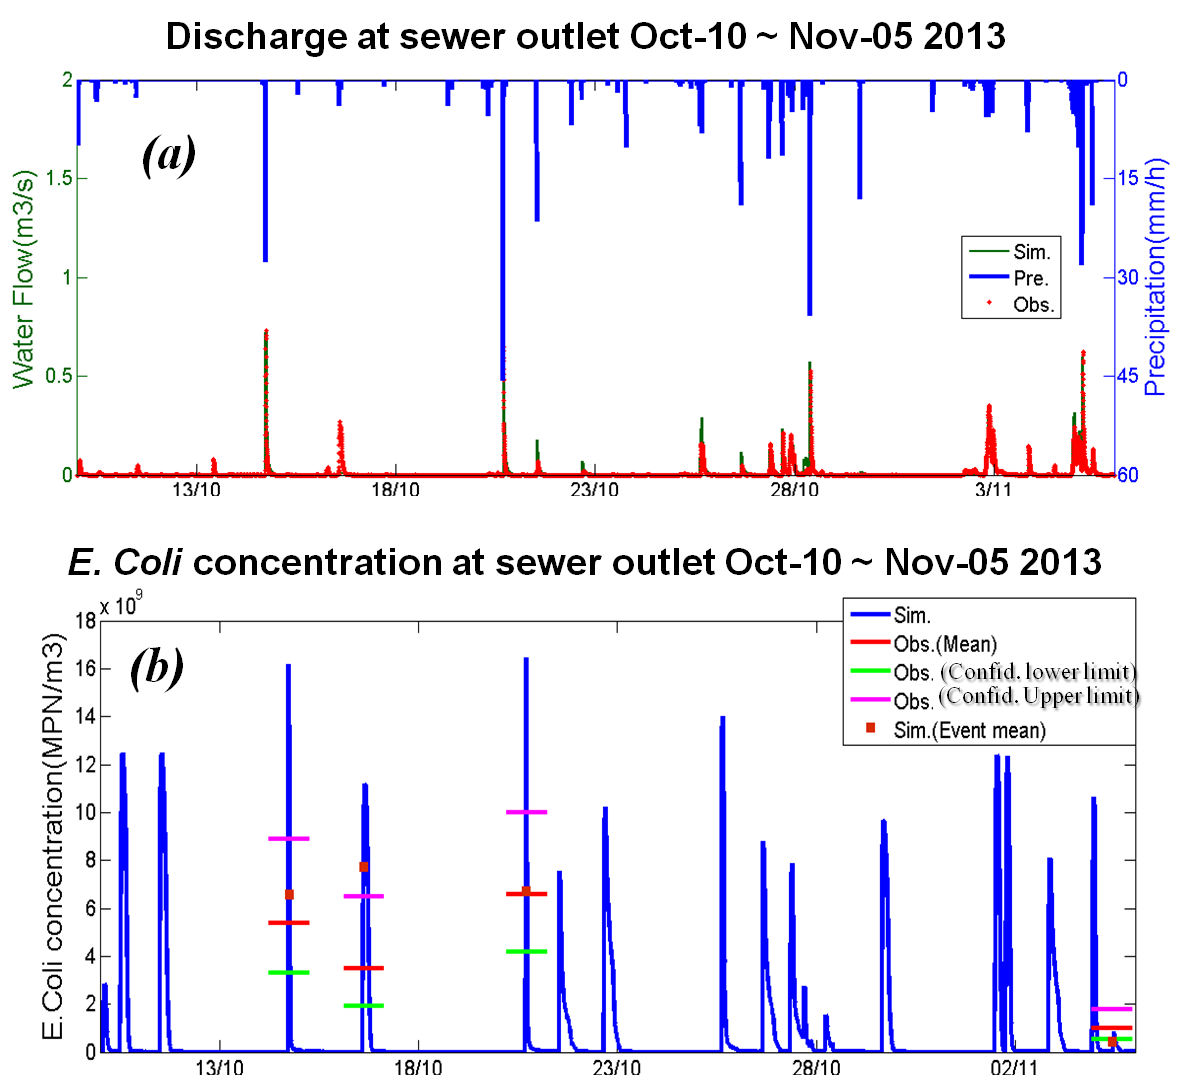 Discharge at sewer outlet Oct-10 ~ Nov-05 2013
2
1.5
1
0.5
0
Water Flow(m3/s)
(a)
0
15
30
45
60
Precipitation(mm/h)
Sim.
Pre.
Obs.
13/10 18/10 23/10 28/10 3/11
E. Coli concentration at sewer outlet Oct-10 ~ Nov-05 2013
x 10^9
18
16
14
12
10
8
6
4
2
0
E.Coli concentration(MPN/m3)
(b)
Sim.
Obs.(Mean)
Obs. (Confid. lower limit)
Obs. (Confid. Upper limit)
Sim.(Event mean)
13/10 18/10 23/10 28/10 02/11